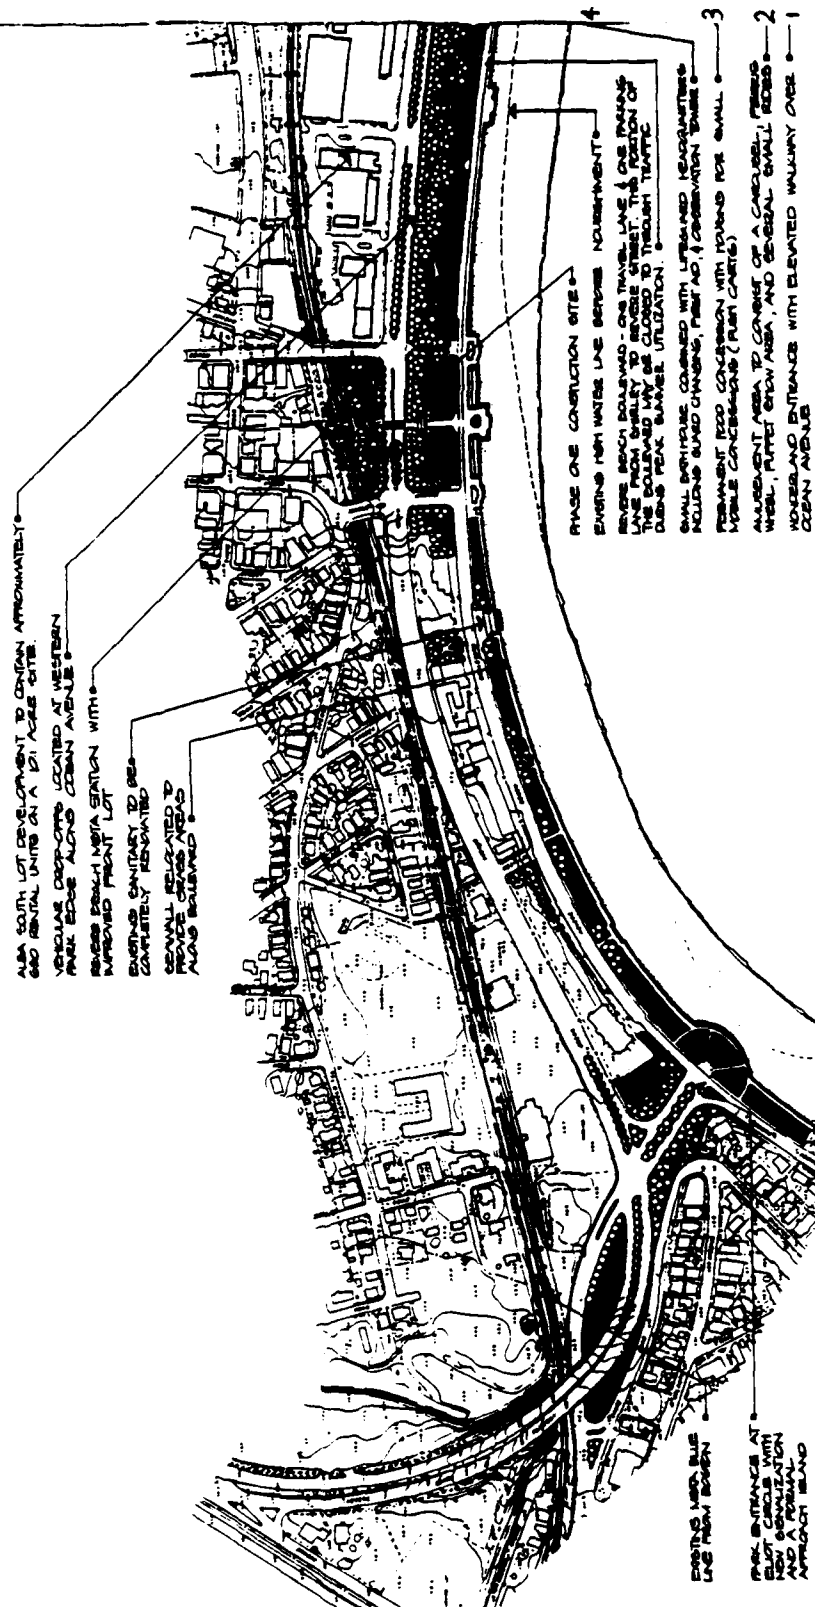 ALBA SOUTH LOT DEVELOPMENT TO CONTAIN APPROXIMATELY
680 RENTAL UNITS ON A 10.1 ACRE SITE.
VEHICULAR DROP-OFFS LOCATED AT WESTERN
PARK EDGE ALONG OCEAN AVENUE
REVERE BEACH MBTA STATION WITH
IMPROVED FRONT LOT
EXISTING SANITARY TO BE
COMPLETELY RENOVATED
SEAWALL RELOCATED TO
PROVIDE GRASS AREAS
ALONG BOULEVARD
4
PHASE ONE CONSTRUCTION SITE
EXISTING HIGH WATER LINE BEFORE NOURISHMENT
REVERE BEACH BOULEVARD - ONE TRAVEL LANE & ONE PARKING
LANE FROM SHIRLEY TO REVERE STREET. THIS PORTION OF
THE BOULEVARD MAY BE CLOSED TO THROUGH TRAFFIC
DURING PEAK SUMMER UTILIZATION.
SMALL BATHHOUSE COMBINED WITH LIFEGUARD HEADQUARTERS
INCLUDING GUARD CHANGING, FIRST AID, & OBSERVATION TOWER
3
PERMANENT FOOD CONCESSION WITH HOUSING FOR SMALL
MOBILE CONCESSIONS (PUSH CARTS)
2
AMUSEMENT AREA TO CONSIST OF A CAROUSEL, FERRIS
WHEEL, PUPPET SHOW AREA, AND SEVERAL SMALL RIDES
1
WONDERLAND ENTRANCE WITH ELEVATED WALKWAY OVER
OCEAN AVENUE
EXISTING MBTA BLUE
LINE FROM BOSTON
PARK ENTRANCE AT
ELIOT CIRCLE WITH
NEW SIGNALIZATION
AND A FORMAL
APPROACH ISLAND